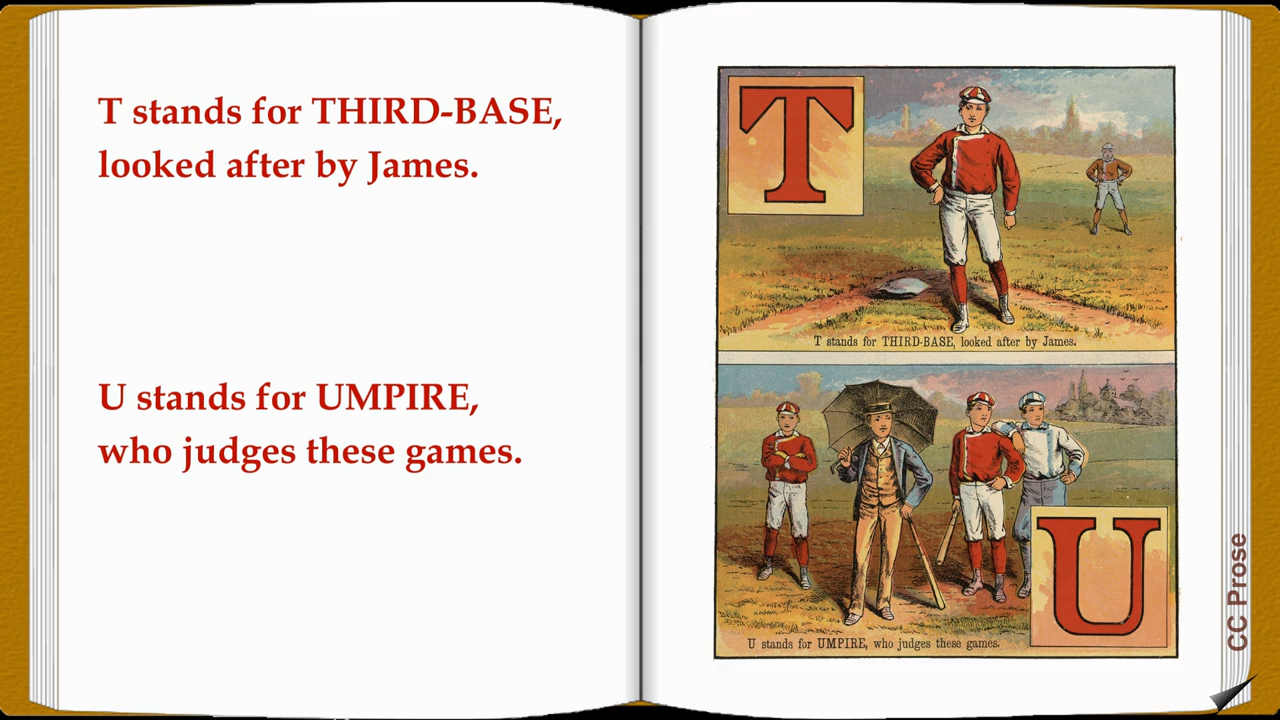 T stands for THIRD-BASE,
looked after by James.
U stands for UMPIRE,
who judges these games.
T
T stands for THIRD-BASE, looked after by James.
U
U stands for UMPIRE, who judges these games.
CC Prose